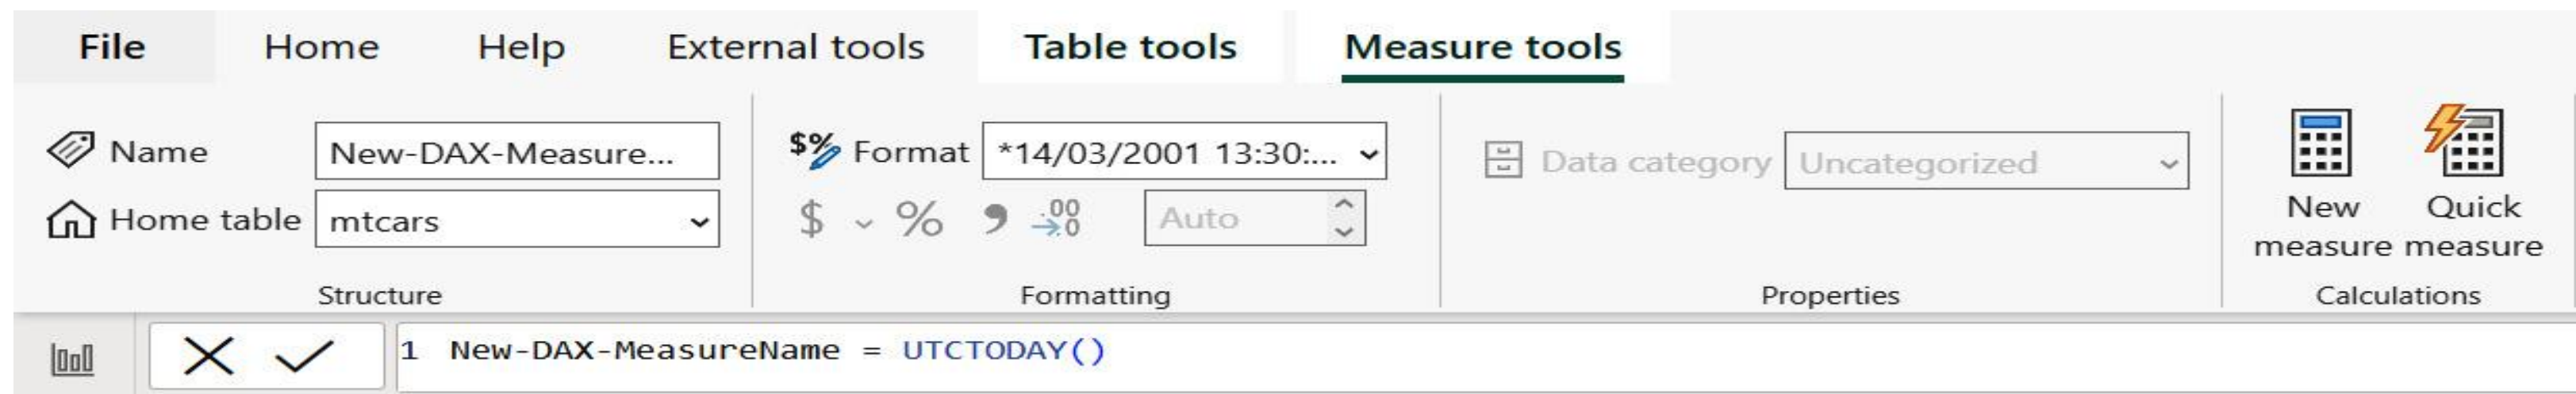 File Home Help External tools Table tools Measure tools
Name New-DAX-Measure... $% Format *14/03/2001 13:30:... Data category Uncategorized
Home table mtcars $ % , .00 →.0 Auto New measure Quick measure
Structure Formatting Properties Calculations
1 New-DAX-MeasureName = UTCTODAY()